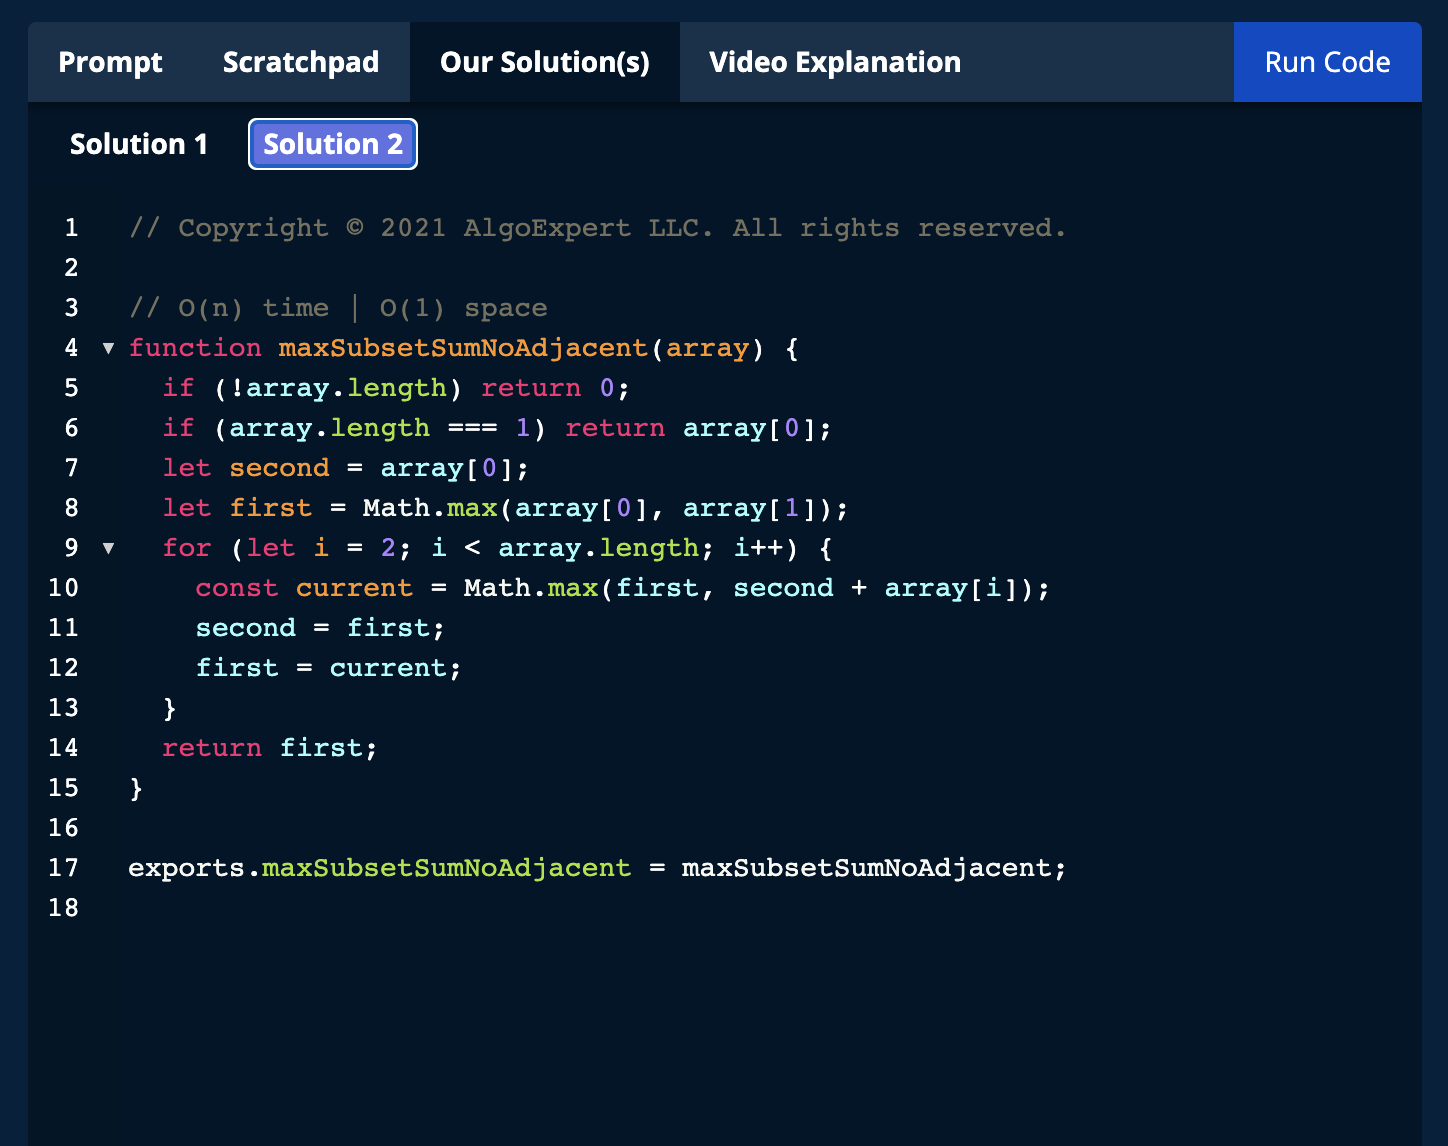 Prompt Scratchpad Our Solution(s) Video Explanation Run Code
Solution 1 Solution 2
1 // Copyright © 2021 AlgoExpert LLC. All rights reserved.
2
3 // O(n) time | O(1) space
4 ▼ function maxSubsetSumNoAdjacent(array) {
5   if (!array.length) return 0;
6   if (array.length === 1) return array[0];
7   let second = array[0];
8   let first = Math.max(array[0], array[1]);
9 ▼   for (let i = 2; i < array.length; i++) {
10     const current = Math.max(first, second + array[i]);
11     second = first;
12     first = current;
13   }
14   return first;
15 }
16
17 exports.maxSubsetSumNoAdjacent = maxSubsetSumNoAdjacent;
18